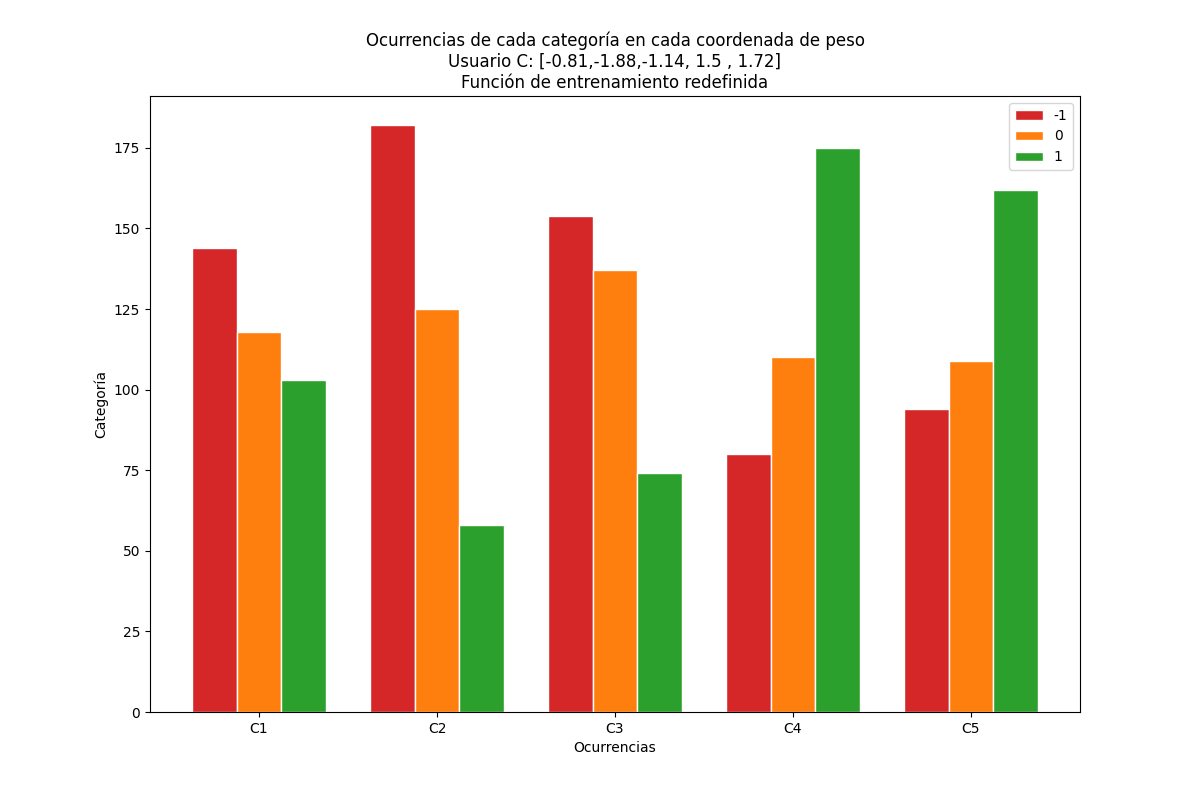 Ocurrencias de cada categoría en cada coordenada de peso
Usuario C: [-0.81,-1.88,-1.14, 1.5 , 1.72]
Función de entrenamiento redefinida
-1
0
1
175
150
125
100
75
50
25
0
Categoría
C1 C2 C3 C4 C5
Ocurrencias